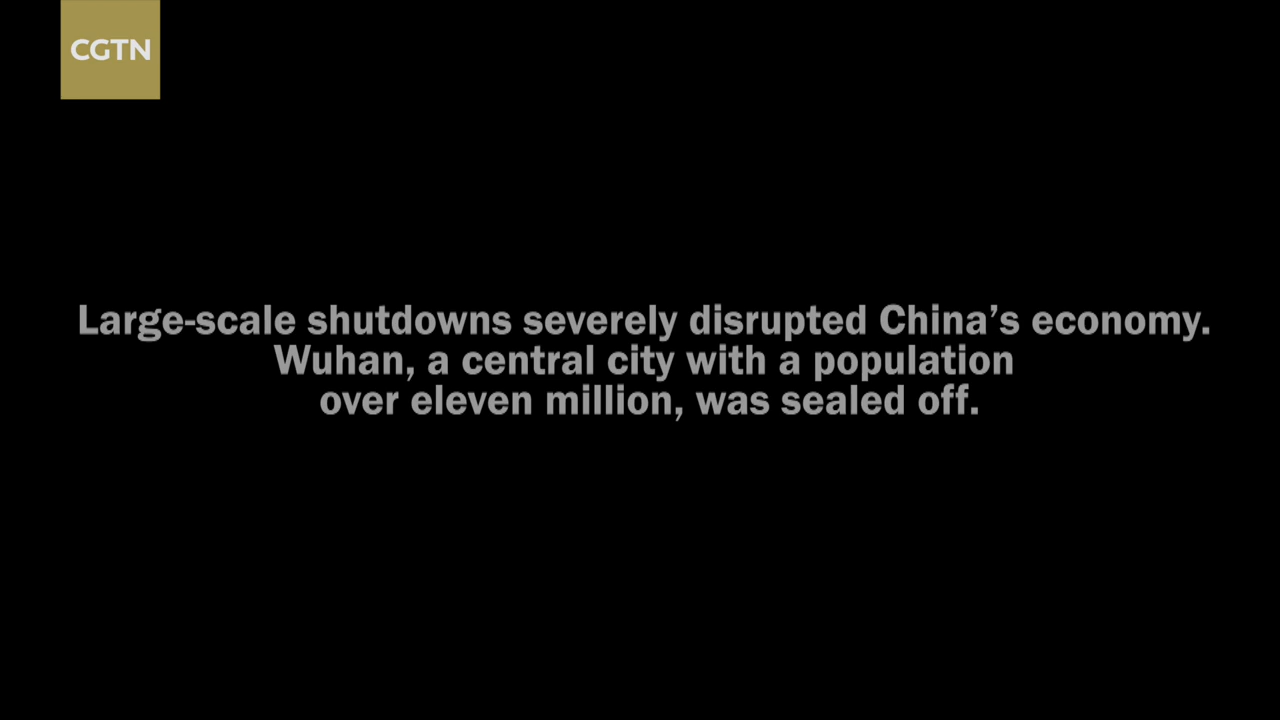 CGTN
Large-scale shutdowns severely disrupted China’s economy.
Wuhan, a central city with a population
over eleven million, was sealed off.